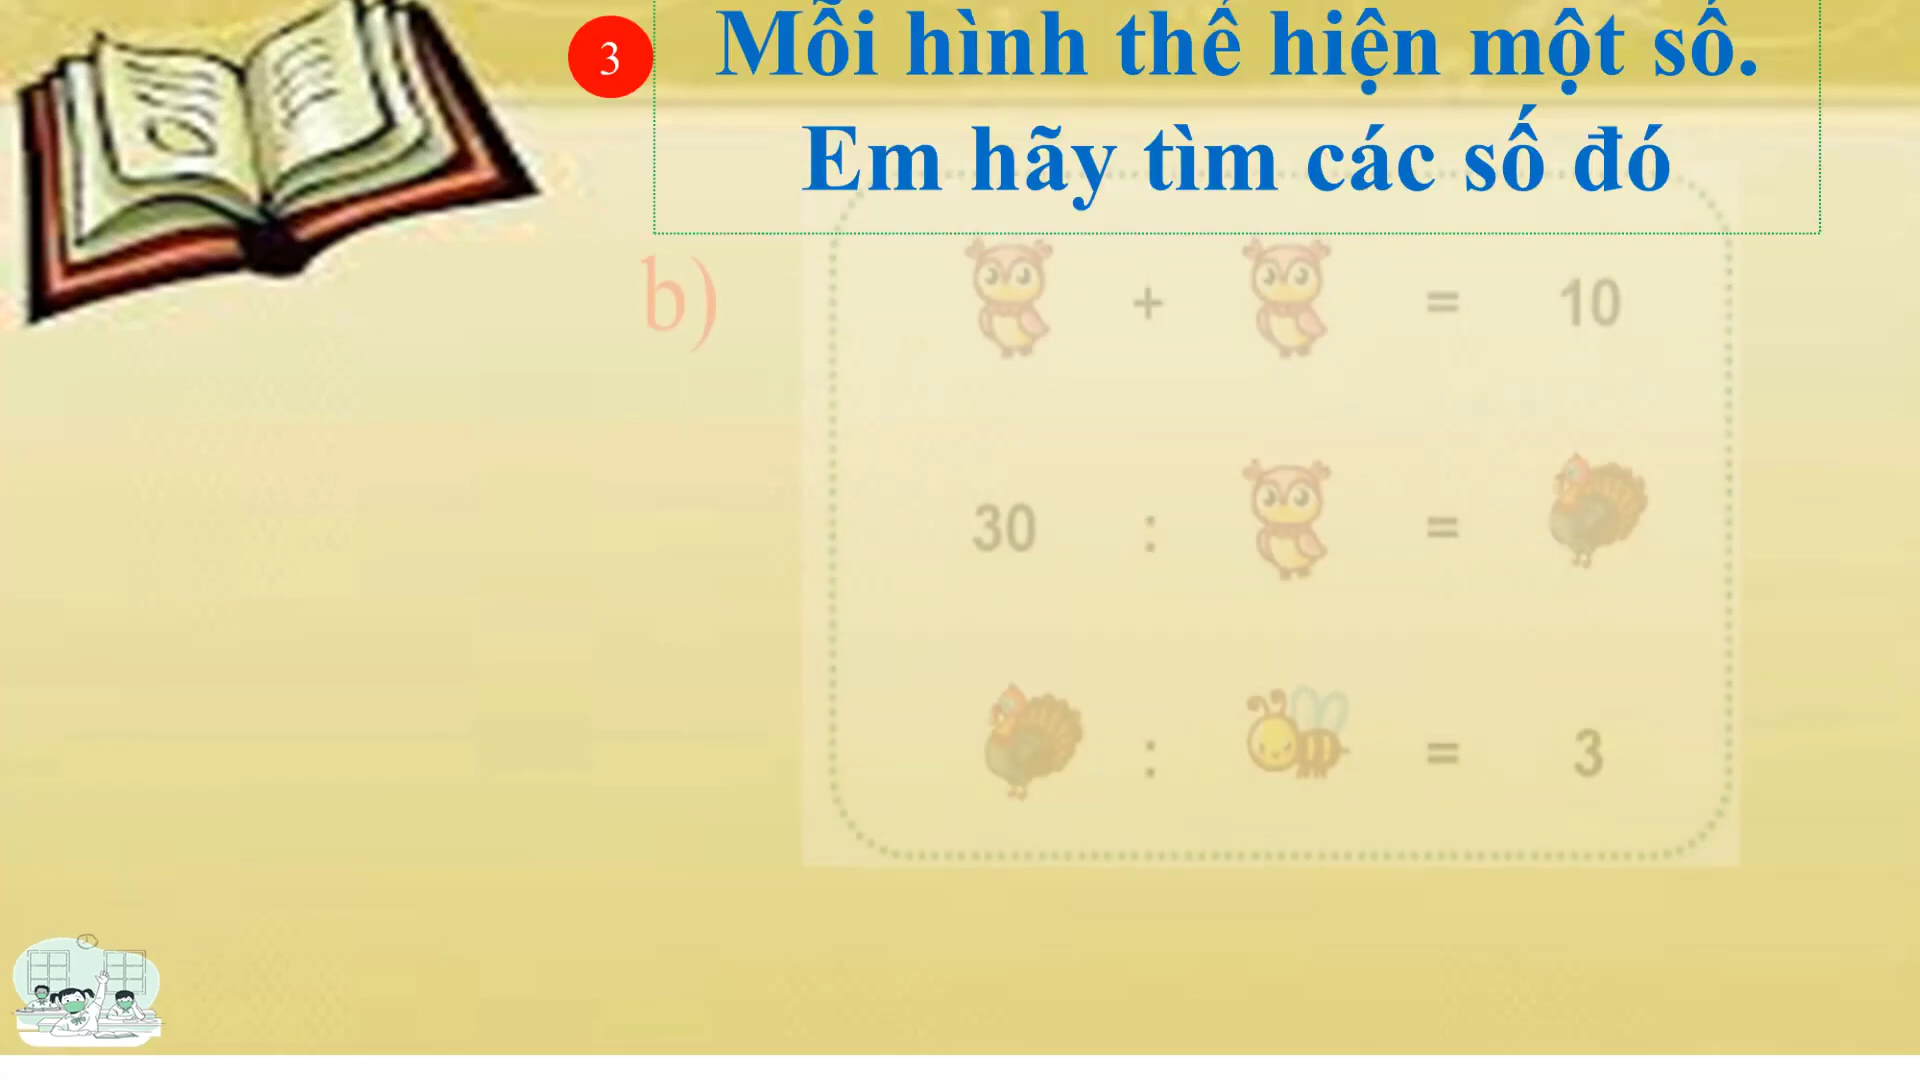 3
Mỗi hình thể hiện một số.
Em hãy tìm các số đó
b)
+ = 10
30 : =
: = 3